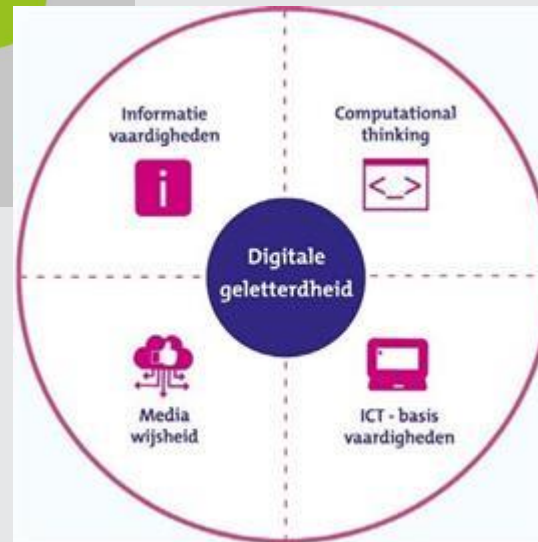 Informatie
vaardigheden
i
Computational
thinking
<_>
Digitale
geletterdheid
Media
wijsheid
ICT - basis
vaardigheden